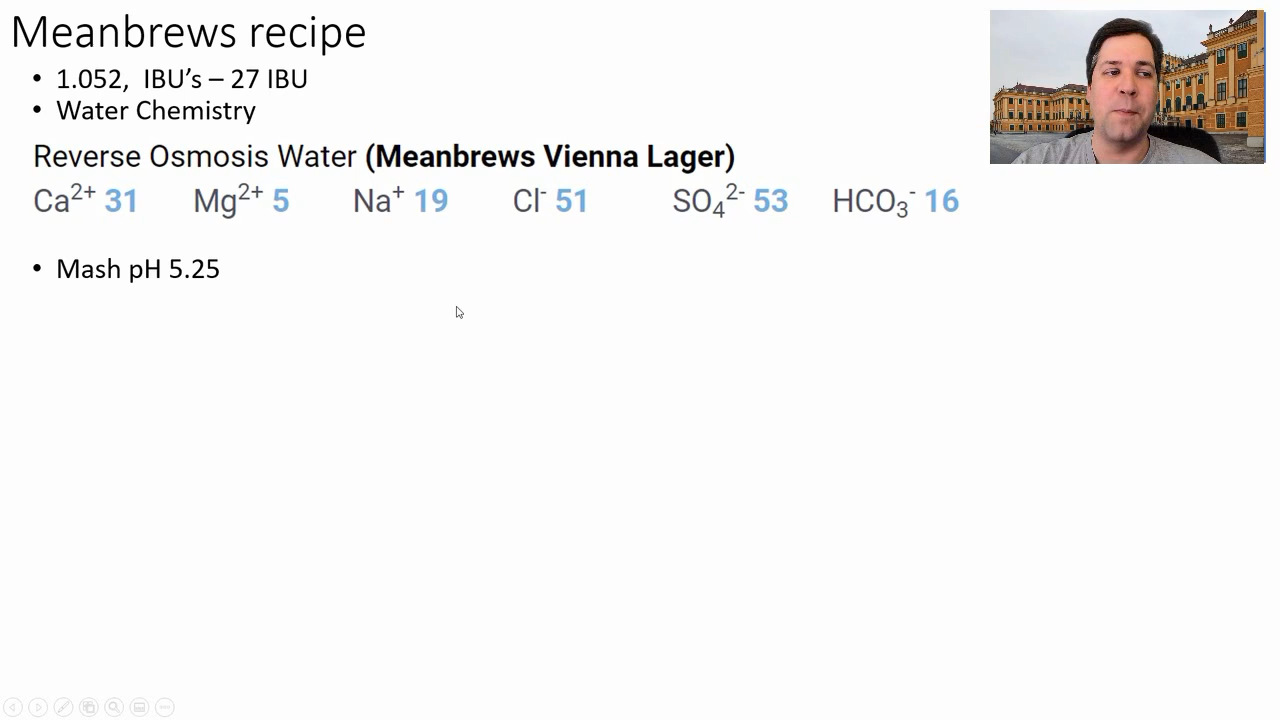 Meanbrews recipe
• 1.052,  IBU’s – 27 IBU
• Water Chemistry
Reverse Osmosis Water (Meanbrews Vienna Lager)
Ca2+ 31 Mg2+ 5 Na+ 19 Cl- 51 SO42- 53 HCO3- 16
• Mash pH 5.25